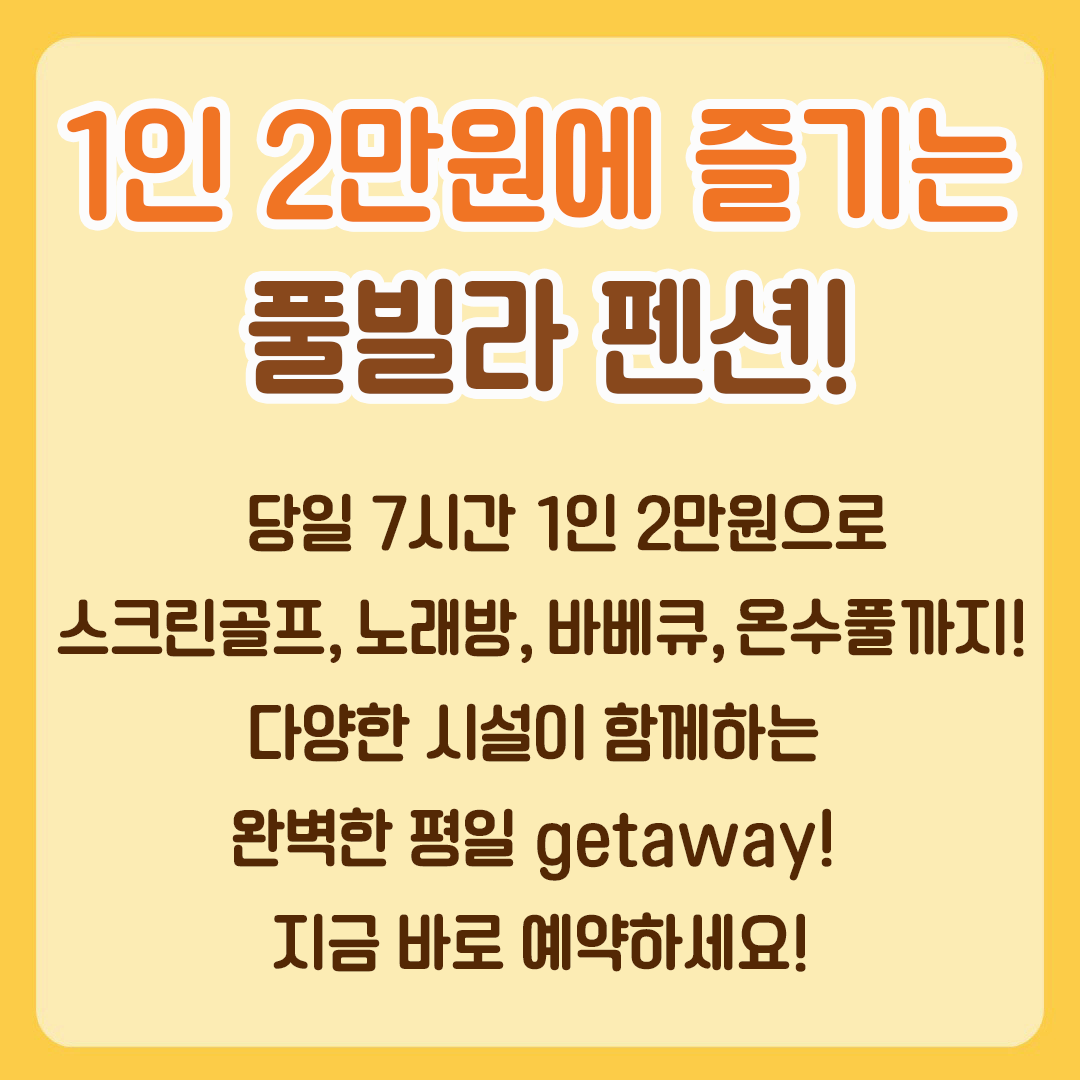 1인 2만원에 즐기는
풀빌라 펜션!
당일 7시간 1인 2만원으로
스크린골프, 노래방, 바베큐, 온수풀까지!
다양한 시설이 함께하는
완벽한 평일 getaway!
지금 바로 예약하세요!